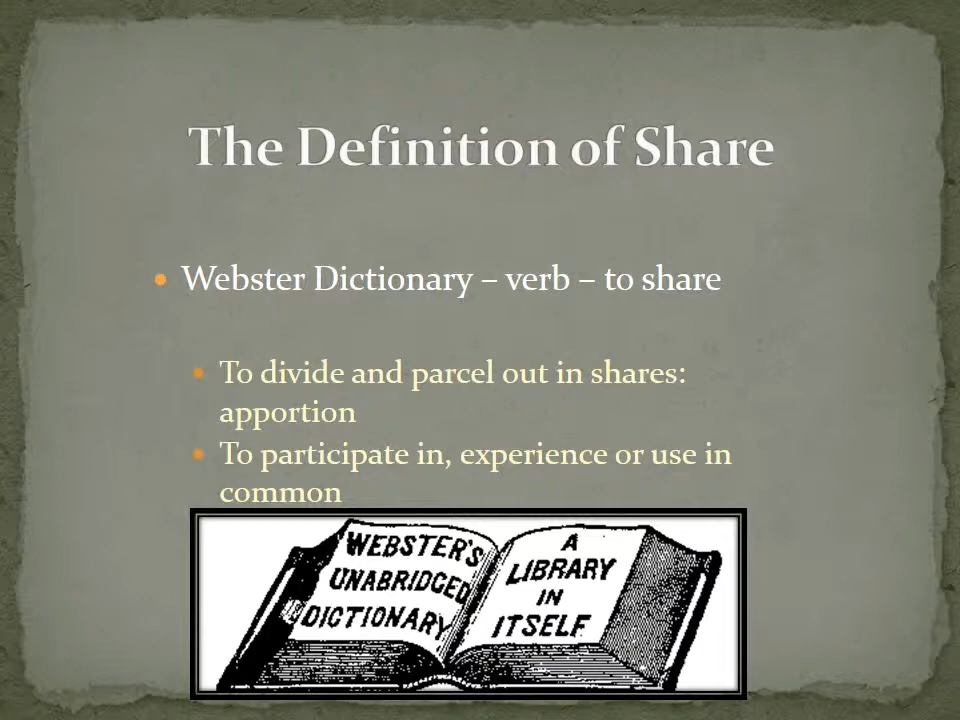 The Definition of Share
Webster Dictionary – verb – to share
To divide and parcel out in shares:
apportion
To participate in, experience or use in
common
WEBSTER'S
UNABRIDGED
DICTIONARY
A
LIBRARY
IN
ITSELF